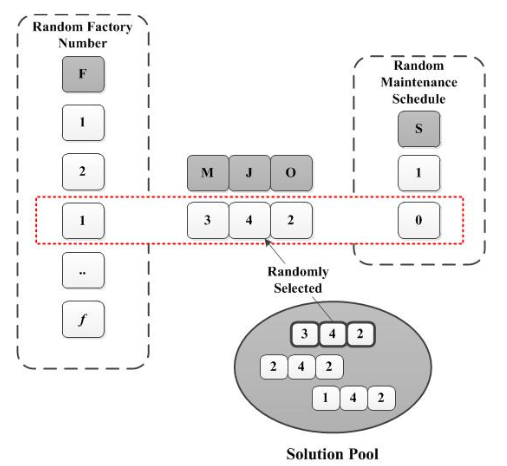 Random Factory
Number
F
1
2
1
..
f
M J O
3 4 2
Random
Maintenance
Schedule
S
1
0
Randomly
Selected
3 4 2
2 4 2
1 4 2
Solution Pool